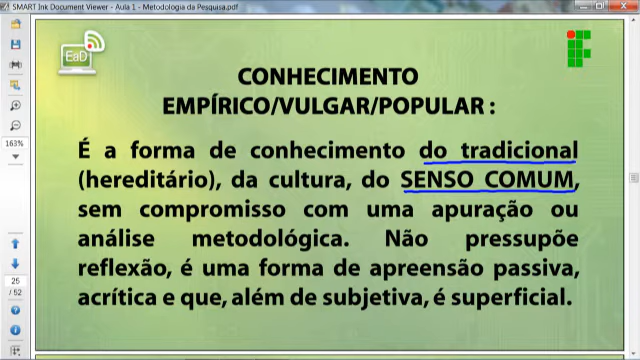 SMART Ink Document Viewer - Aula 1 - Metodologia da Pesquisa.pdf
EaD
CONHECIMENTO
EMPÍRICO/VULGAR/POPULAR :
É a forma de conhecimento do tradicional
(hereditário), da cultura, do SENSO COMUM,
sem compromisso com uma apuração ou
análise metodológica. Não pressupõe
reflexão, é uma forma de apreensão passiva,
acrítica e que, além de subjetiva, é superficial.
163%
25
/ 52